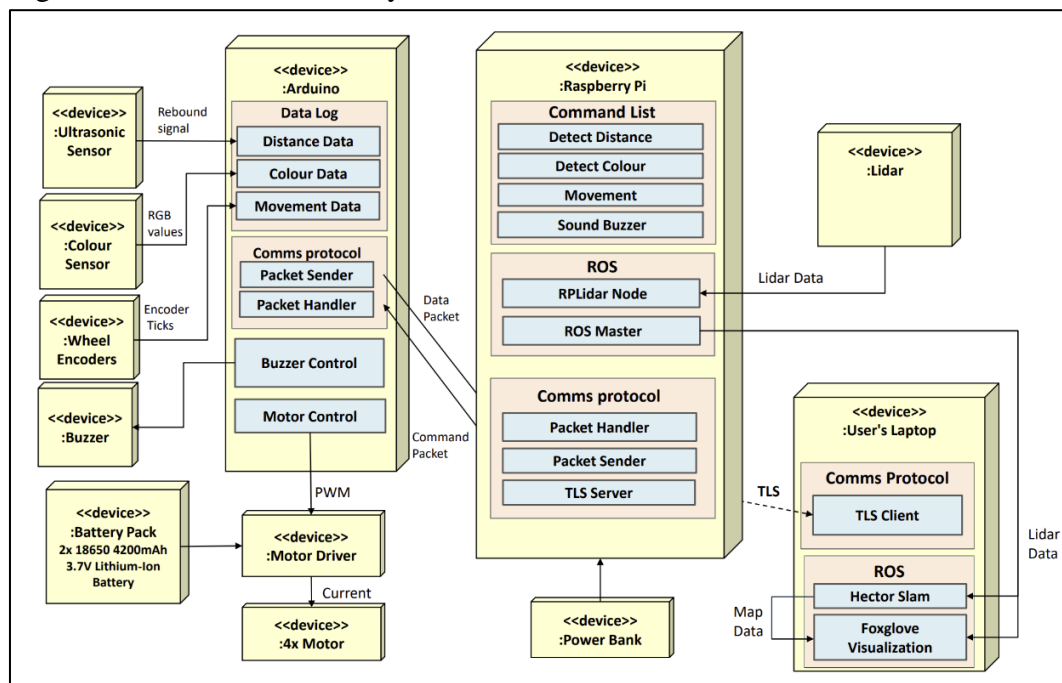 <<device>>
:Arduino
Data Log
Distance Data
Colour Data
Movement Data
Comms protocol
Packet Sender
Packet Handler
Buzzer Control
Motor Control
<<device>>
:Ultrasonic
Sensor
Rebound
signal
<<device>>
:Colour
Sensor
RGB
values
<<device>>
:Wheel
Encoders
Encoder
Ticks
<<device>>
:Buzzer
<<device>>
:Battery Pack
2x 18650 4200mAh
3.7V Lithium-Ion
Battery
PWM
<<device>>
:Motor Driver
Current
<<device>>
:4x Motor
Data
Packet
Command
Packet
<<device>>
:Raspberry Pi
Command List
Detect Distance
Detect Colour
Movement
Sound Buzzer
ROS
RPLidar Node
ROS Master
Comms protocol
Packet Handler
Packet Sender
TLS Server
<<device>>
:Power Bank
<<device>>
:Lidar
Lidar Data
TLS
<<device>>
:User's Laptop
Comms Protocol
TLS Client
ROS
Hector Slam
Foxglove
Visualization
Map
Data
Lidar
Data